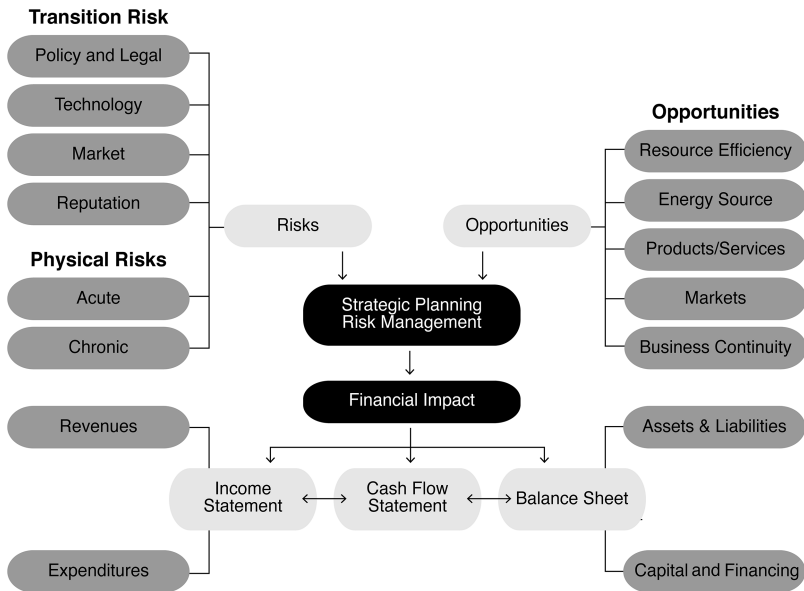 Transition Risk
Policy and Legal
Technology
Market
Reputation
Physical Risks
Acute
Chronic
Risks
Opportunities
Opportunities
Resource Efficiency
Energy Source
Products/Services
Markets
Business Continuity
Strategic Planning
Risk Management
Financial Impact
Revenues
Expenditures
Income
Statement
Cash Flow
Statement
Balance Sheet
Assets & Liabilities
Capital and Financing